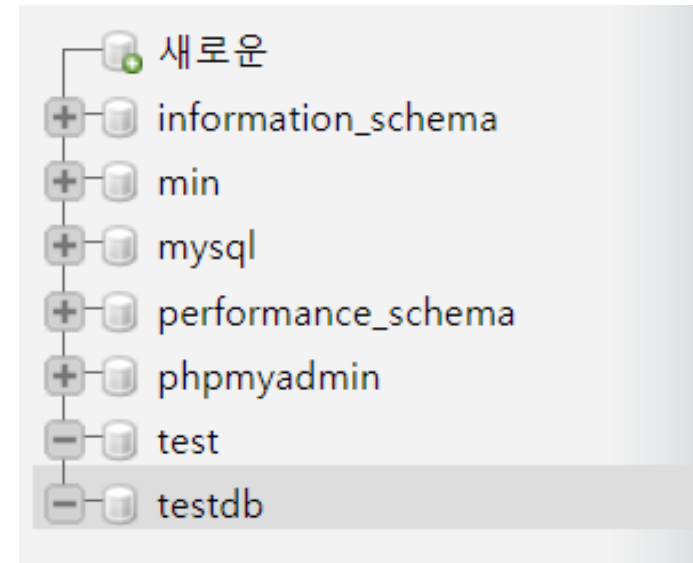 새로운
information_schema
min
mysql
performance_schema
phpmyadmin
test
testdb